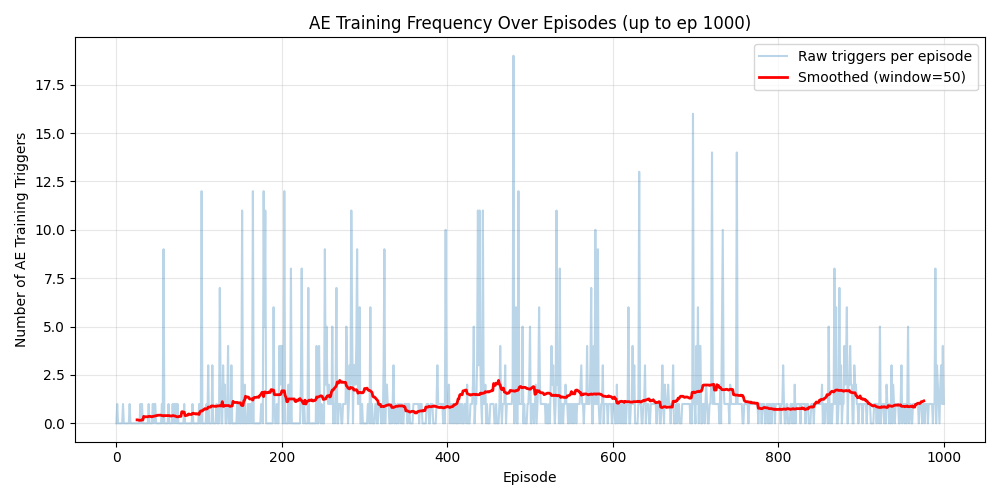 AE Training Frequency Over Episodes (up to ep 1000)
Raw triggers per episode
Smoothed (window=50)
Number of AE Training Triggers
17.5
15.0
12.5
10.0
7.5
5.0
2.5
0.0
0 200 400 600 800 1000
Episode